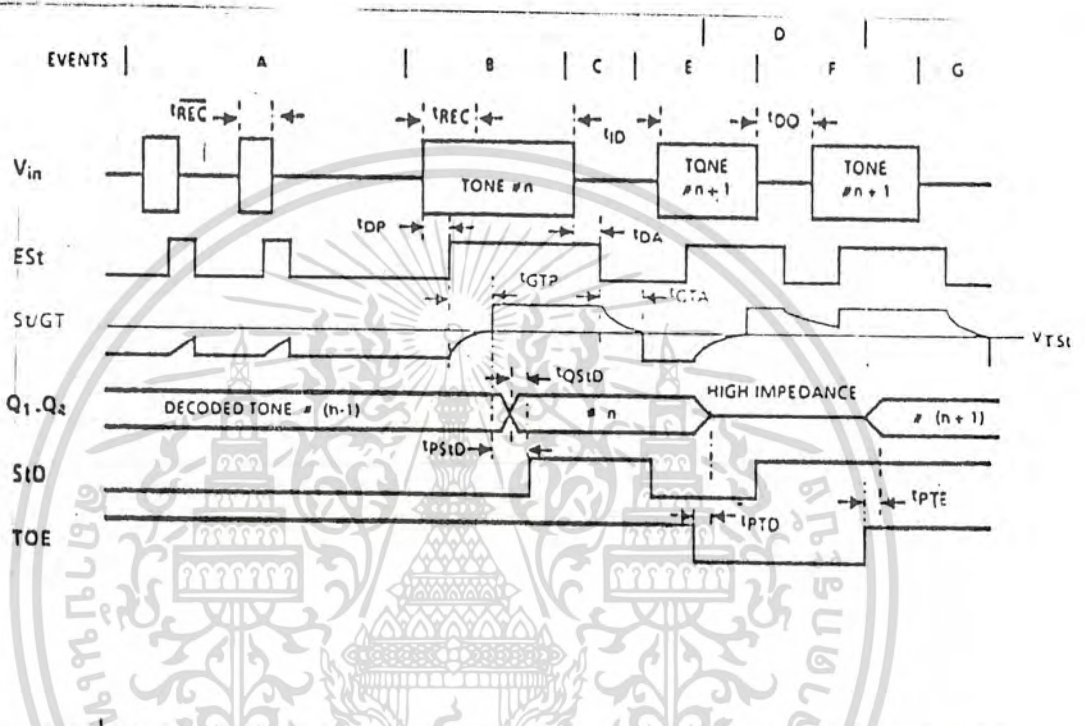 D
EVENTS A B C E F G
tREC tREC tID tDO
Vin TONE #n TONE #n+1 TONE #n+1
tDP tDA
ESt
tGTP tGTA
St/GT VTSt
tQStD HIGH IMPEDANCE
Q1-Q4 DECODED TONE # (n-1) # n # (n+1)
tPStD
StD
tPTE
tPTD
TOE